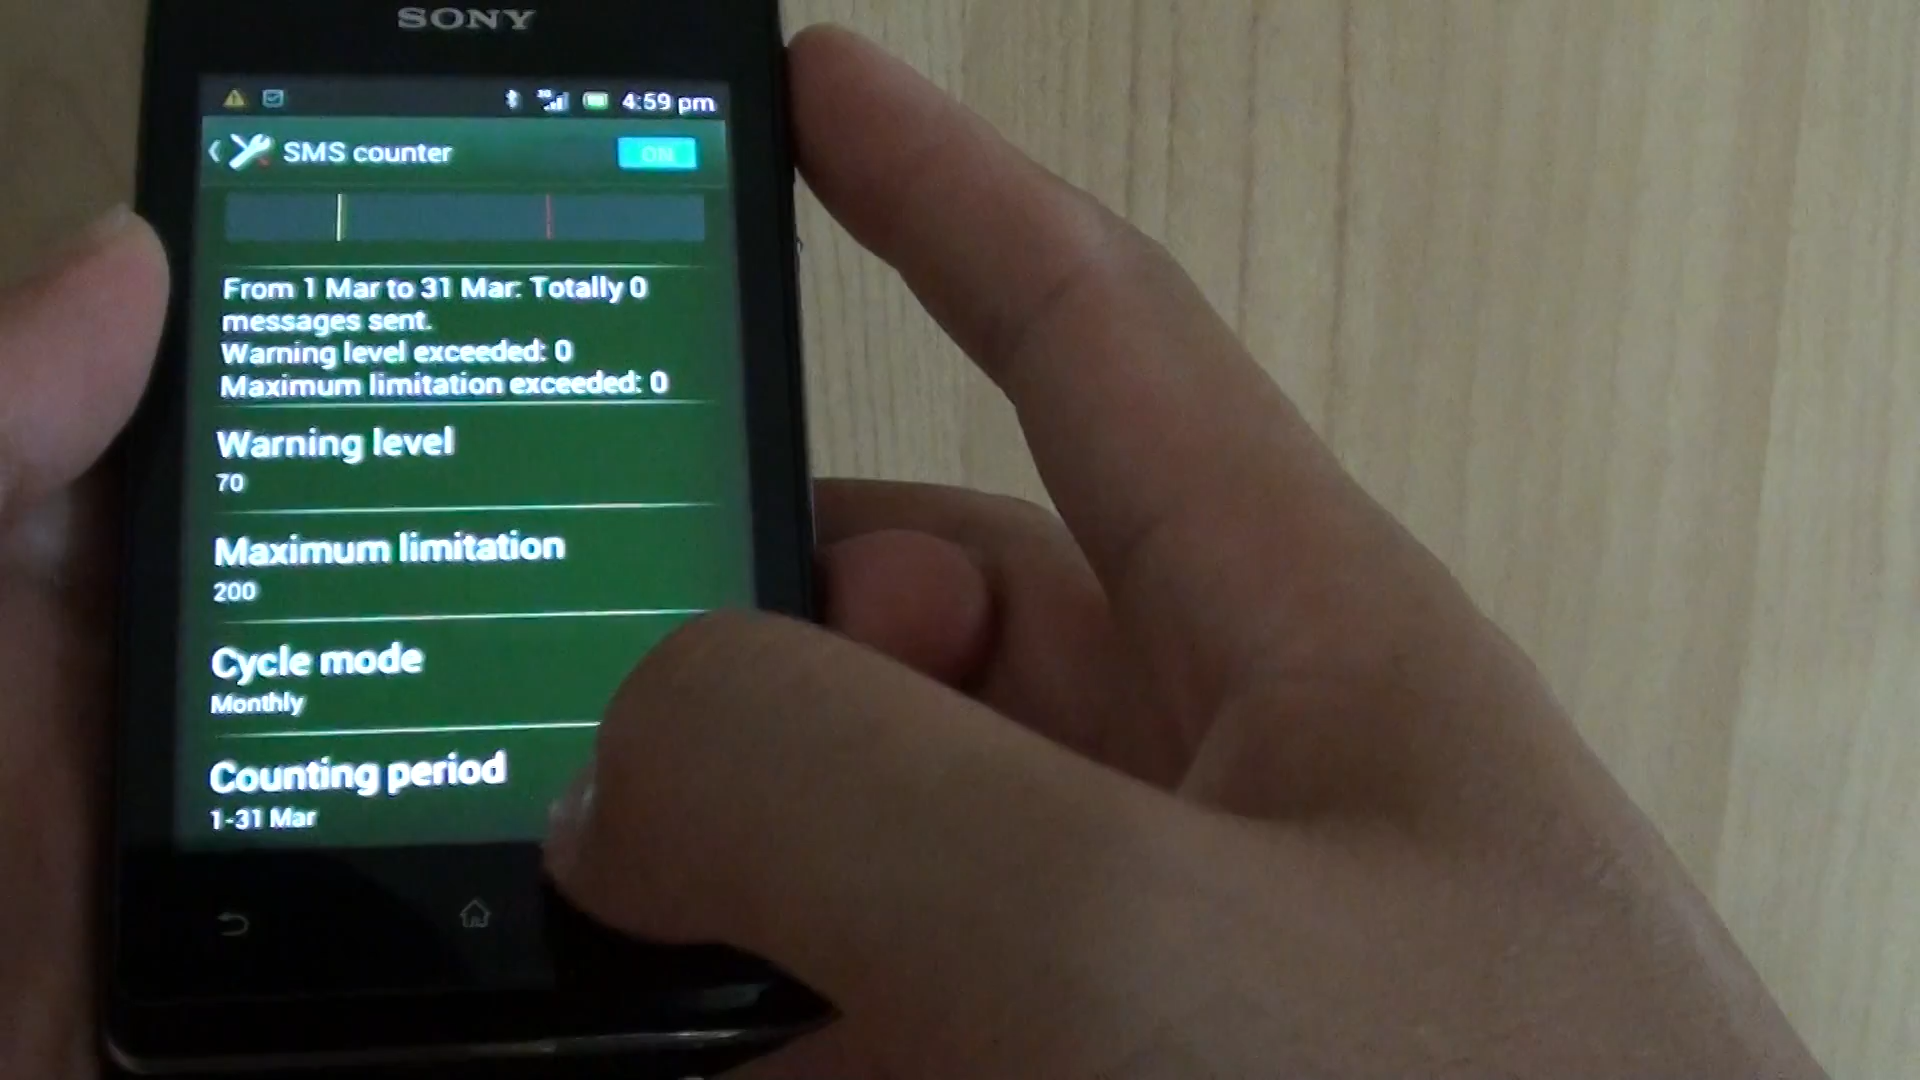 SONY
4:59 pm
SMS counter
ON
From 1 Mar to 31 Mar: Totally 0
messages sent.
Warning level exceeded: 0
Maximum limitation exceeded: 0
Warning level
70
Maximum limitation
200
Cycle mode
Monthly
Counting period
1-31 Mar